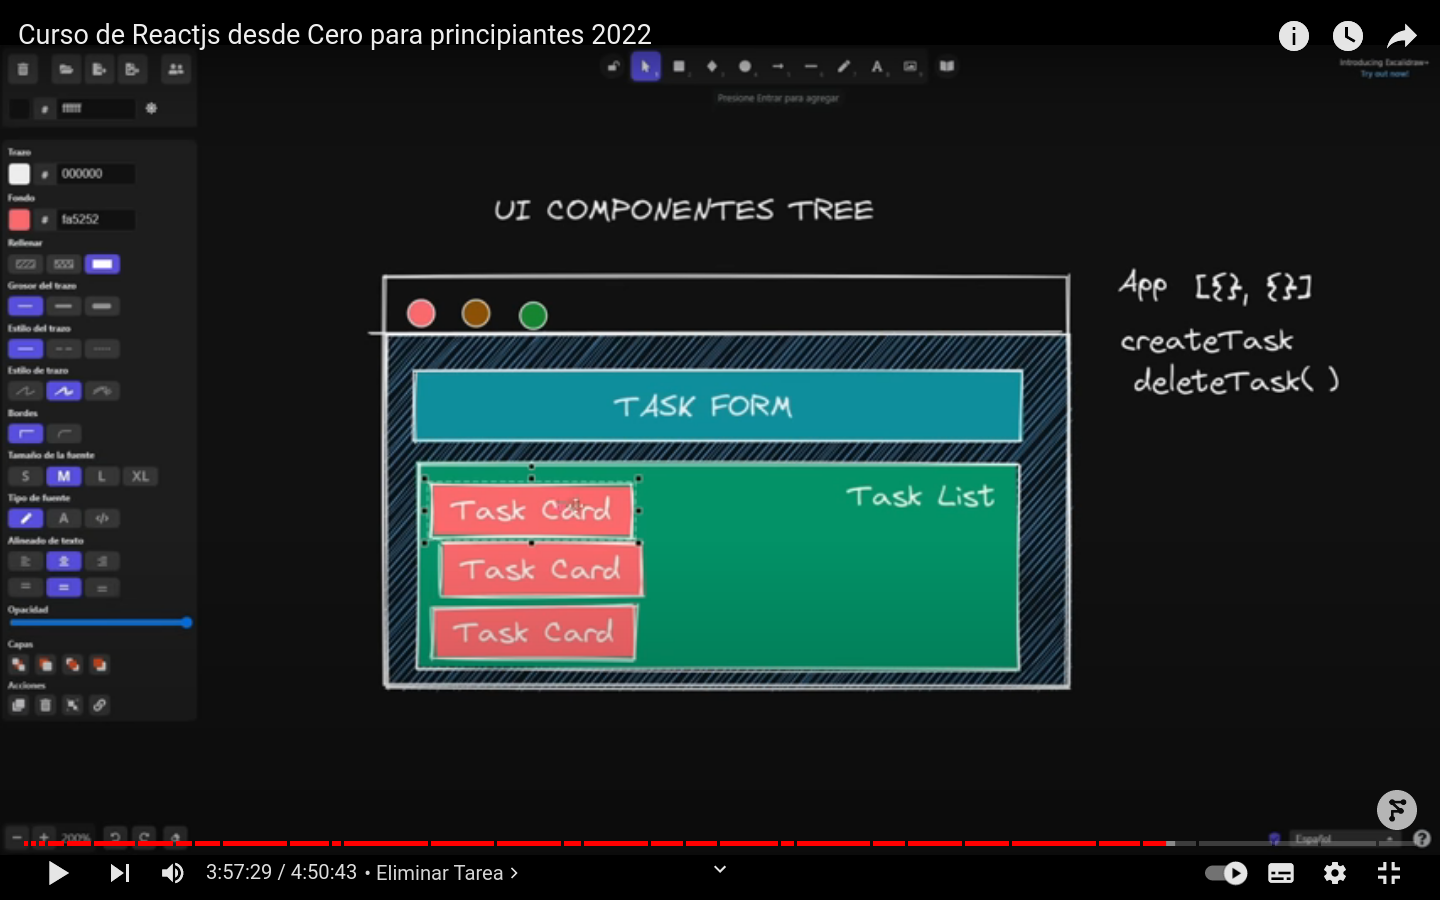 Curso de Reactjs desde Cero para principiantes 2022
Introducing Excalidraw+
Try out now!
Presione Entrar para agregar
# ffffff
Trazo
# 000000
Fondo
# fa5252
Rellenar
Grosor del trazo
Estilo del trazo
Estilo de trazo
Bordes
Tamaño de la fuente
S M L XL
Tipo de fuente
A </>
Alineado de texto
Opacidad
Capas
Acciones
UI COMPONENTES TREE
App [{}, {}]
createTask
deleteTask( )
TASK FORM
Task List
Task Card
Task Card
Task Card
200%
Español
3:57:29 / 4:50:43 • Eliminar Tarea >